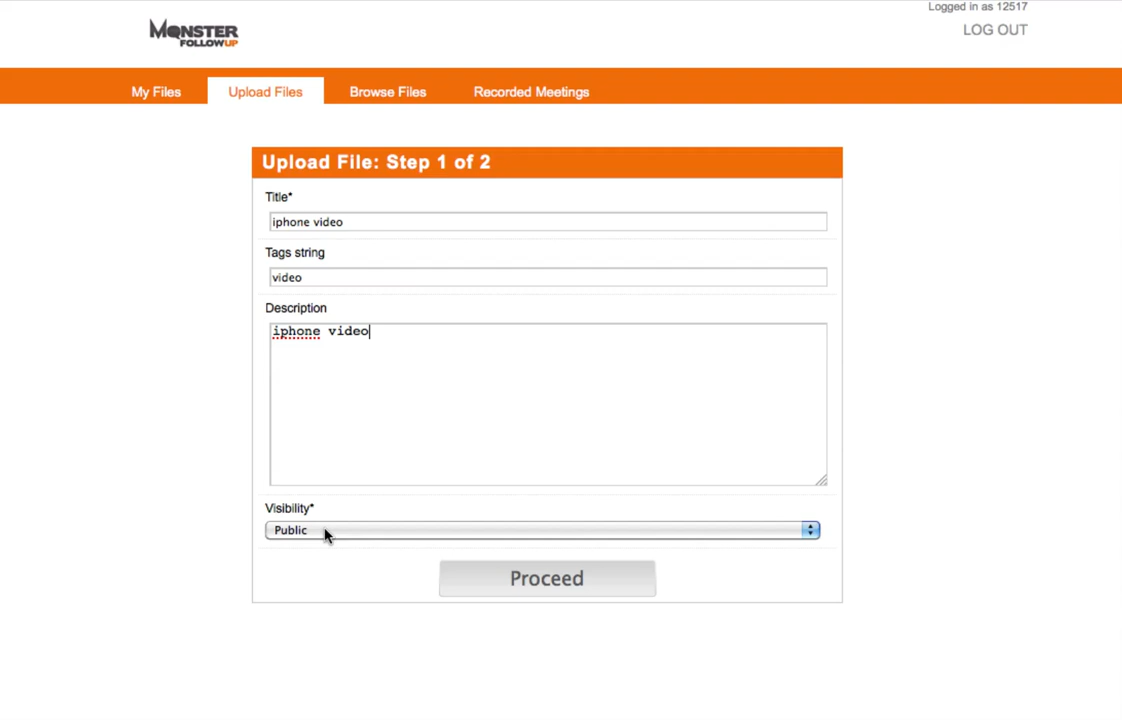 Logged in as 12517
MONSTER
FOLLOWUP
LOG OUT
My Files
Upload Files
Browse Files
Recorded Meetings
Upload File: Step 1 of 2
Title*
iphone video
Tags string
video
Description
iphone video
Visibility*
Public
Proceed